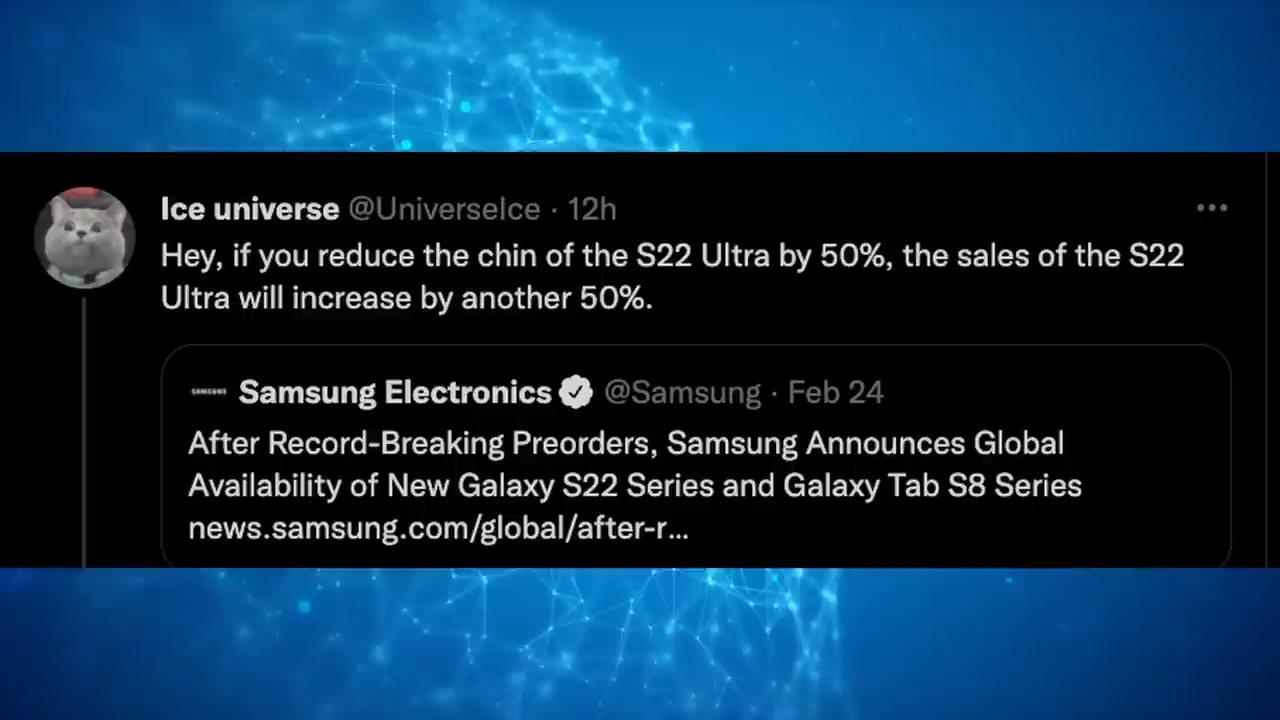 Ice universe @UniverseIce · 12h
Hey, if you reduce the chin of the S22 Ultra by 50%, the sales of the S22
Ultra will increase by another 50%.
SAMSUNG Samsung Electronics @Samsung · Feb 24
After Record-Breaking Preorders, Samsung Announces Global
Availability of New Galaxy S22 Series and Galaxy Tab S8 Series
news.samsung.com/global/after-r...